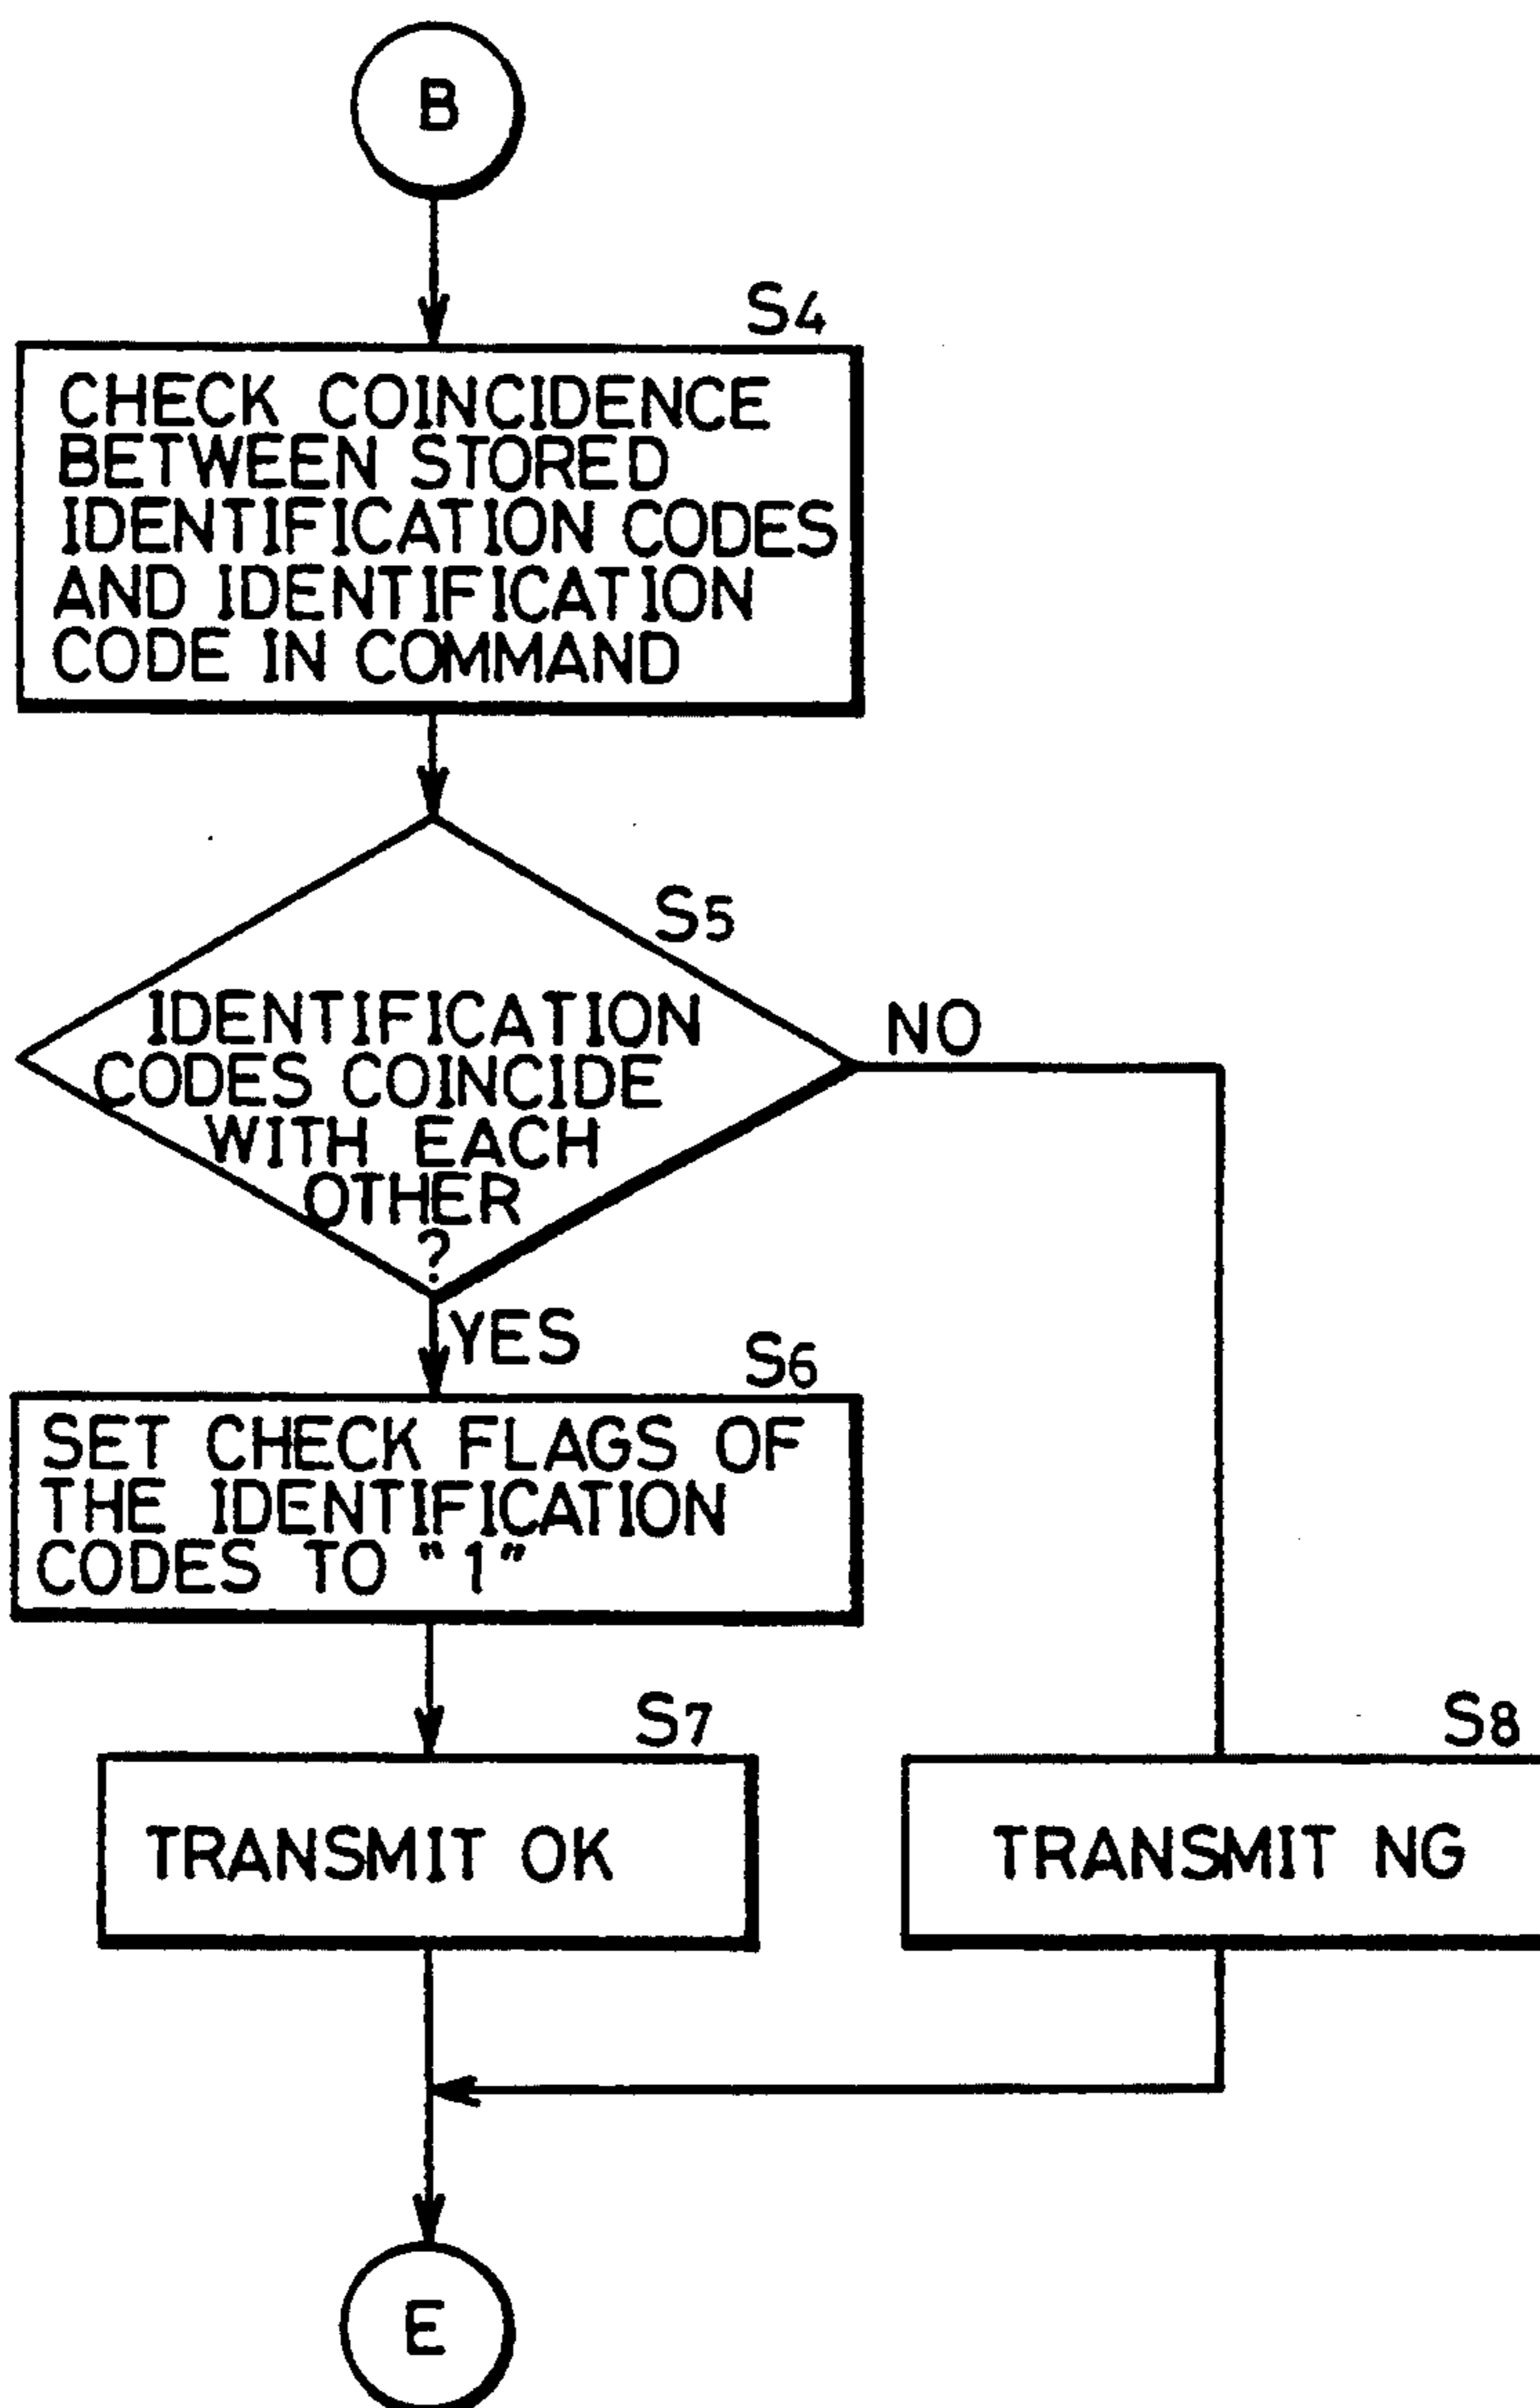 B
S4
CHECK COINCIDENCE
BETWEEN STORED
IDENTIFICATION CODES
AND IDENTIFICATION
CODE IN COMMAND
S5
IDENTIFICATION
CODES COINCIDE
WITH EACH
OTHER
?
NO
YES
S6
SET CHECK FLAGS OF
THE IDENTIFICATION
CODES TO "1"
S7
TRANSMIT OK
S8
TRANSMIT NG
E